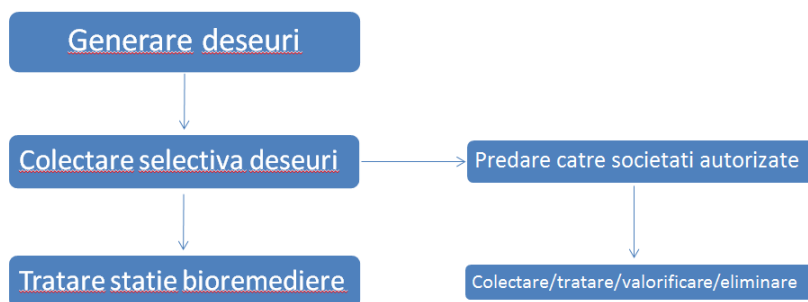 Generare deseuri
Colectare selectiva deseuri
Predare catre societati autorizate
Tratare statie bioremediere
Colectare/tratare/valorificare/eliminare